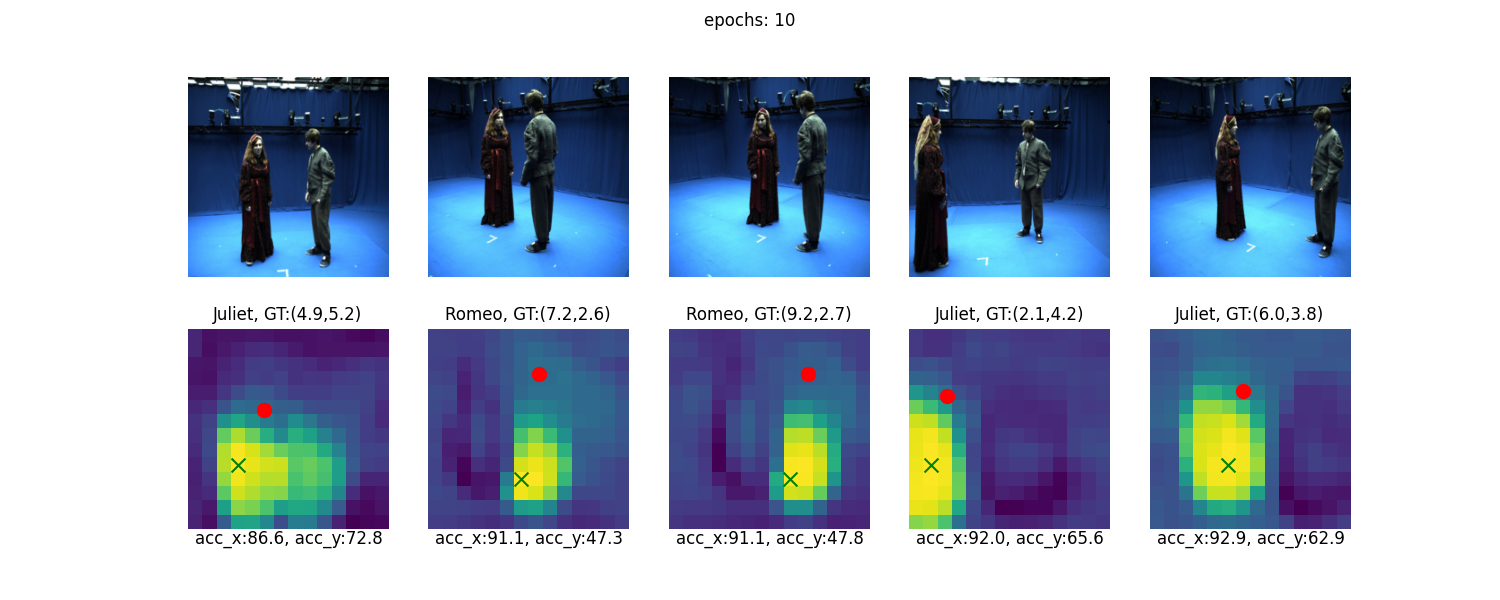 epochs: 10
Juliet, GT:(4.9,5.2)
Romeo, GT:(7.2,2.6)
Romeo, GT:(9.2,2.7)
Juliet, GT:(2.1,4.2)
Juliet, GT:(6.0,3.8)
acc_x:86.6, acc_y:72.8
acc_x:91.1, acc_y:47.3
acc_x:91.1, acc_y:47.8
acc_x:92.0, acc_y:65.6
acc_x:92.9, acc_y:62.9